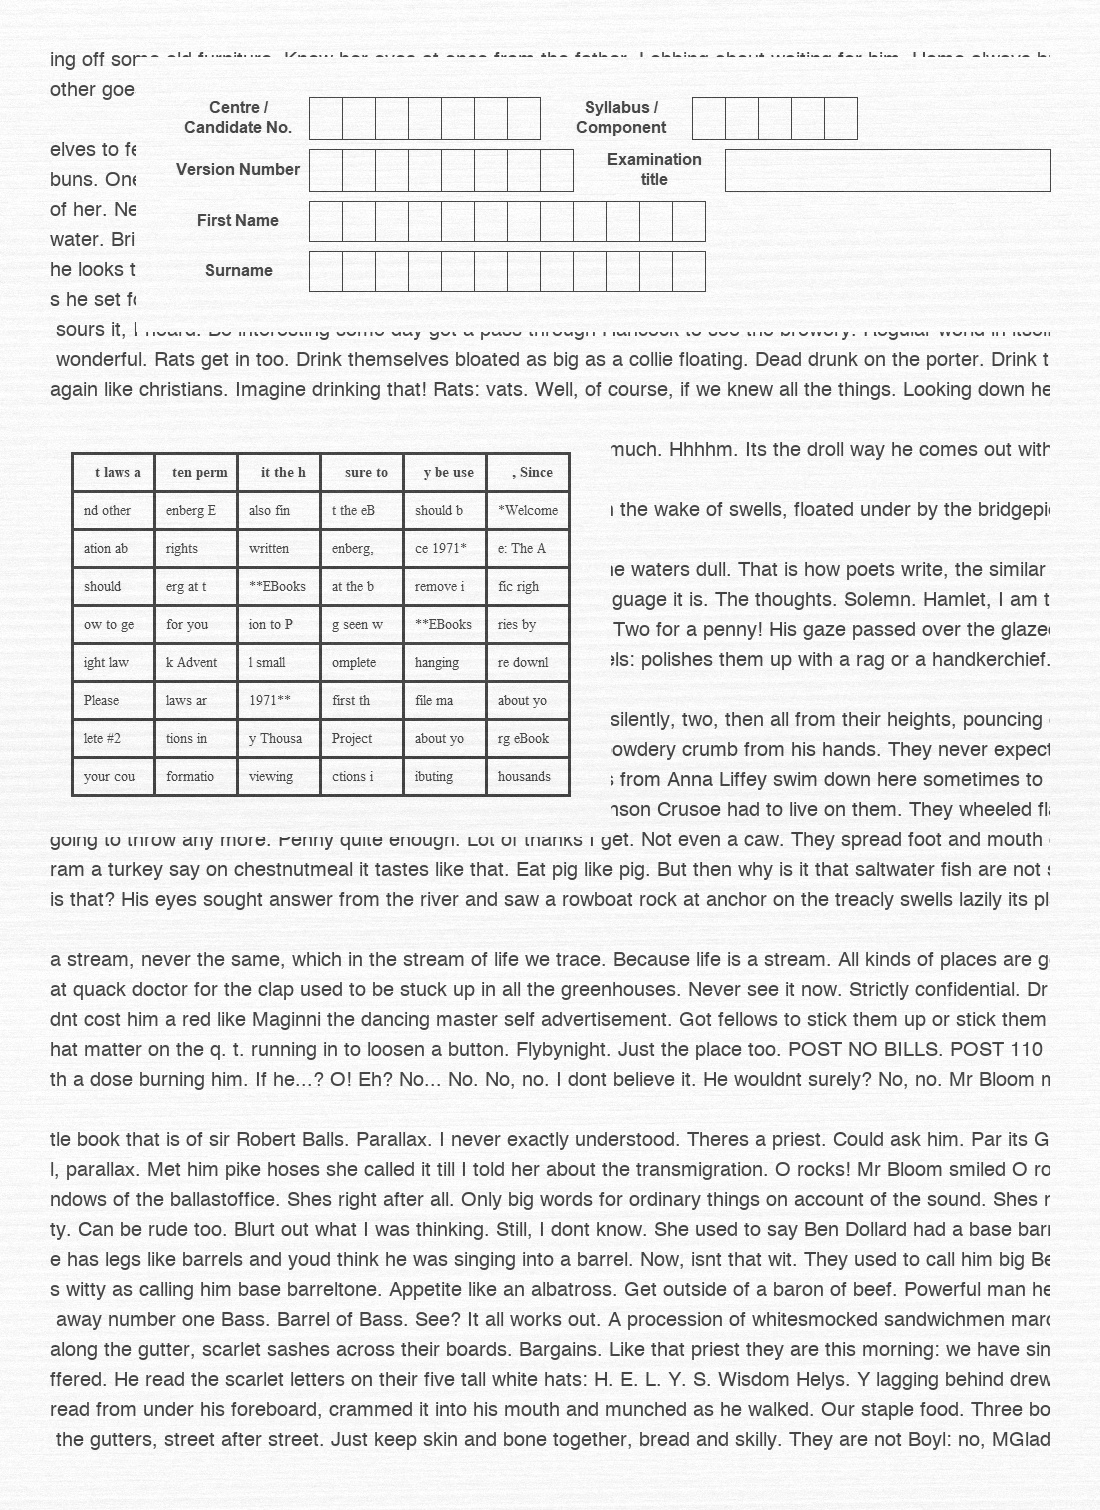 ing off some old furniture. Knew her eyes at once from the father. Lobbing about waiting for him. Home always
other goe
Centre / Candidate No.
Syllabus / Component
elves to
Version Number
Examination title
buns. One
of her. Ne
First Name
water. Bri
he looks
Surname
s he set
sours it, I heard. Be interesting some day get a pass through Hancock to see the brewery. Regular world in itself
wonderful. Rats get in too. Drink themselves bloated as big as a collie floating. Dead drunk on the porter. Drink t
again like christians. Imagine drinking that! Rats: vats. Well, of course, if we knew all the things. Looking down he
much. Hhhhm. Its the droll way he comes out with
the wake of swells, floated under by the bridgepi
waters dull. That is how poets write, the similar
guage it is. The thoughts. Solemn. Hamlet, I am t
Two for a penny! His gaze passed over the glaze
els: polishes them up with a rag or a handkerchief.
silently, two, then all from their heights, pouncing
owdery crumb from his hands. They never expect
from Anna Liffey swim down here sometimes to
nson Crusoe had to live on them. They wheeled
t laws a ten perm it the h sure to y be use , Since
nd other enberg E also fin t the eB should b *Welcome
ation ab rights written enberg, ce 1971* e: The A
should erg at t **EBooks at the b remove i fic righ
ow to ge for you ion to P g seen w **EBooks ries by
ight law k Advent l small omplete hanging re downl
Please laws ar 1971** first th file ma about yo
lete #2 tions in y Thousa Project about yo rg eBook
your cou formatio viewing ctions i ibuting housands
going to throw any more. Penny quite enough. Lot of thanks I get. Not even a caw. They spread foot and mouth
ram a turkey say on chestnutmeal it tastes like that. Eat pig like pig. But then why is it that saltwater fish are not
is that? His eyes sought answer from the river and saw a rowboat rock at anchor on the treacly swells lazily its pl
a stream, never the same, which in the stream of life we trace. Because life is a stream. All kinds of places are g
at quack doctor for the clap used to be stuck up in all the greenhouses. Never see it now. Strictly confidential. Dr
dnt cost him a red like Maginni the dancing master self advertisement. Got fellows to stick them up or stick them
hat matter on the q. t. running in to loosen a button. Flybynight. Just the place too. POST NO BILLS. POST 110
th a dose burning him. If he...? O! Eh? No... No. No, no. I dont believe it. He wouldnt surely? No, no. Mr Bloom m
tle book that is of sir Robert Balls. Parallax. I never exactly understood. Theres a priest. Could ask him. Par its G
l, parallax. Met him pike hoses she called it till I told her about the transmigration. O rocks! Mr Bloom smiled O ro
ndows of the ballastoffice. Shes right after all. Only big words for ordinary things on account of the sound. Shes
ty. Can be rude too. Blurt out what I was thinking. Still, I dont know. She used to say Ben Dollard had a base bar
e has legs like barrels and youd think he was singing into a barrel. Now, isnt that wit. They used to call him big Be
s witty as calling him base barreltone. Appetite like an albatross. Get outside of a baron of beef. Powerful man he
away number one Bass. Barrel of Bass. See? It all works out. A procession of whitesmocked sandwichmen marc
along the gutter, scarlet sashes across their boards. Bargains. Like that priest they are this morning: we have sin
ffered. He read the scarlet letters on their five tall white hats: H. E. L. Y. S. Wisdom Helys. Y lagging behind drew
read from under his foreboard, crammed it into his mouth and munched as he walked. Our staple food. Three bo
the gutters, street after street. Just keep skin and bone together, bread and skilly. They are not Boyl: no, MGlad